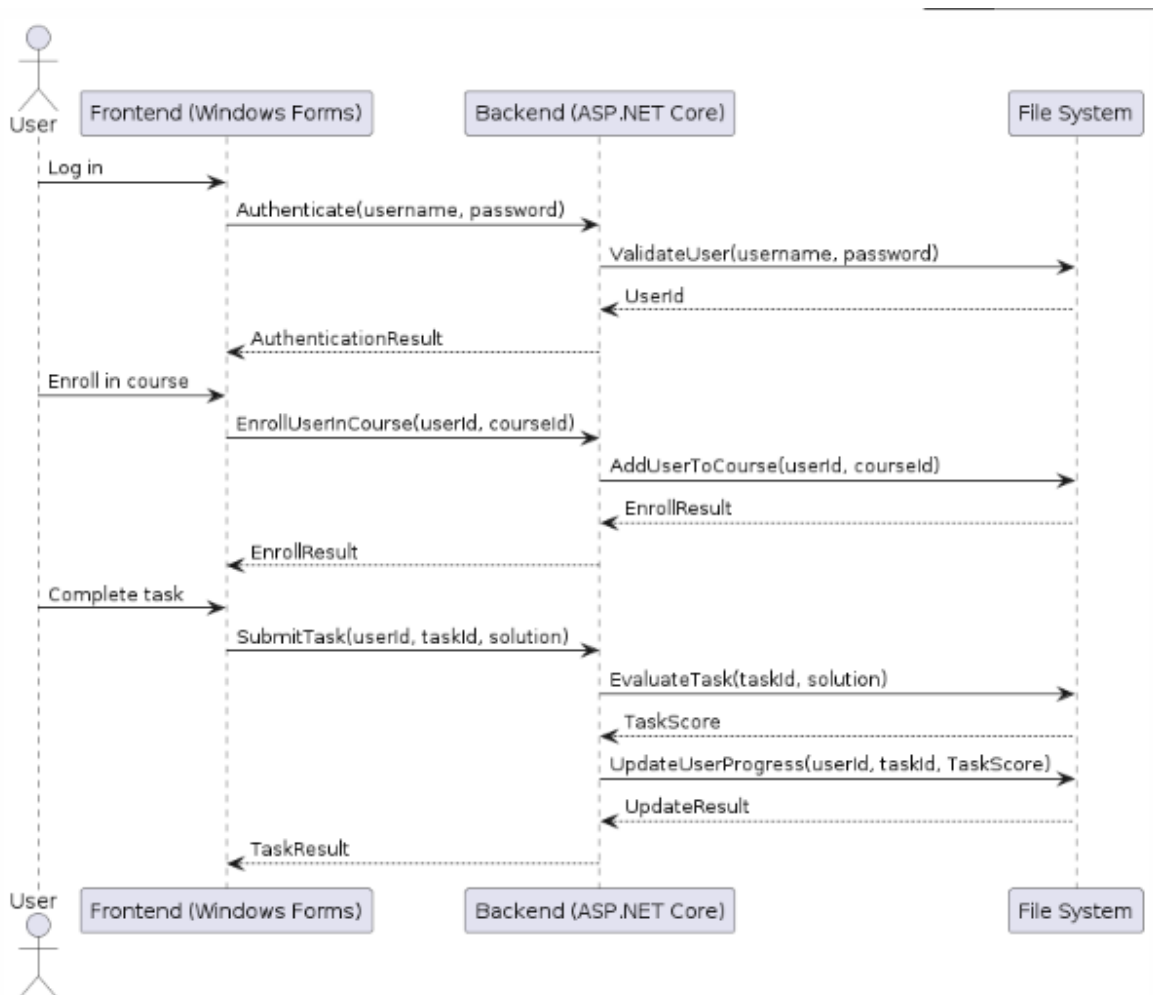 User
Frontend (Windows Forms)
Backend (ASP.NET Core)
File System
Log in
Authenticate(username, password)
ValidateUser(username, password)
UserId
AuthenticationResult
Enroll in course
EnrollUserInCourse(userId, courseId)
AddUserToCourse(userId, courseId)
EnrollResult
EnrollResult
Complete task
SubmitTask(userId, taskId, solution)
EvaluateTask(taskId, solution)
TaskScore
UpdateUserProgress(userId, taskId, TaskScore)
UpdateResult
TaskResult
User
Frontend (Windows Forms)
Backend (ASP.NET Core)
File System